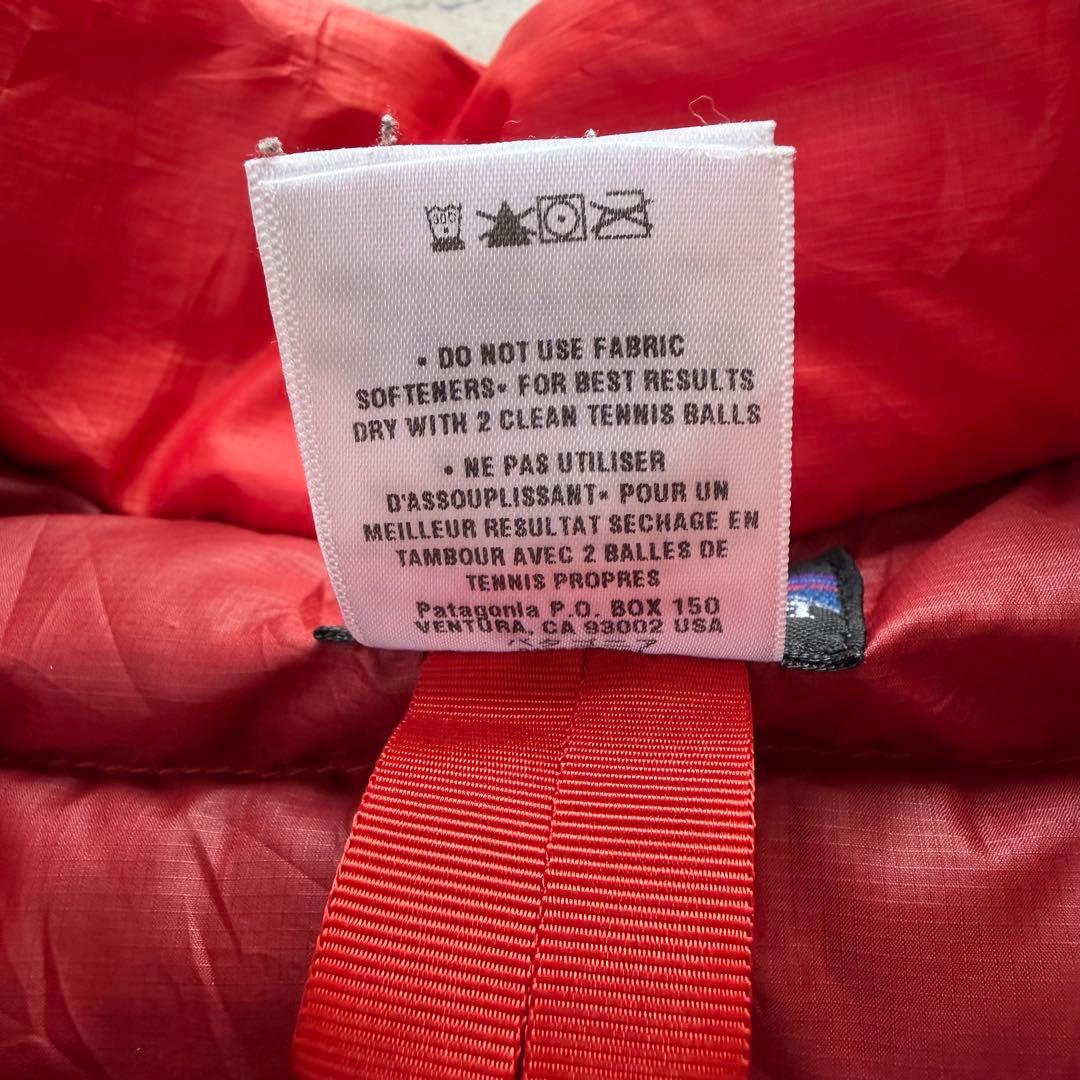 30°C
• DO NOT USE FABRIC
SOFTENERS• FOR BEST RESULTS
DRY WITH 2 CLEAN TENNIS BALLS
• NE PAS UTILISER
D'ASSOUPLISSANT• POUR UN
MEILLEUR RESULTAT SECHAGE EN
TAMBOUR AVEC 2 BALLES DE
TENNIS PROPRES
Patagonia P.O. BOX 150
VENTURA, CA 93002 USA